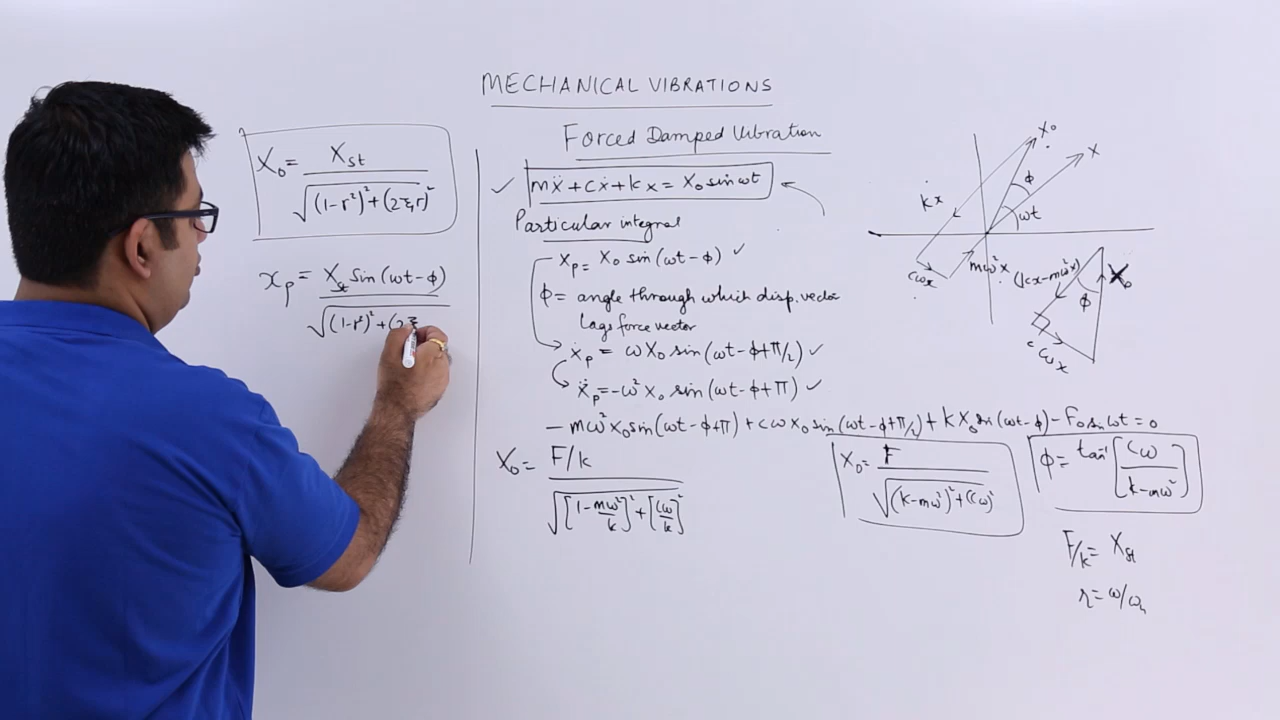 MECHANICAL VIBRATIONS
Forced Damped Vibration
X₀ = Xst / √((1-r²)² + (2ξr)²)
xₚ = Xst sin(ωt-ϕ) / √((1-r²)² + (2ξ
✓ mẍ + cẋ + kx = X₀ sin ωt
Particular integral
xₚ = X₀ sin(ωt-ϕ) ✓
ϕ = angle through which disp. vector
lags force vector
ẋₚ = ωX₀ sin(ωt-ϕ+π/2) ✓
ẍₚ = -ω²X₀ sin(ωt-ϕ+π) ✓
- mω²X₀ sin(ωt-ϕ+π) + cωX₀ sin(ωt-ϕ+π/2) + kX₀ sin(ωt-ϕ) - F₀ sin ωt = 0
X₀ = F/k / √([1-mω²/k]² + [cω/k]²)
X₀ = F / √((k-mω²)² + (cω)²)
ϕ = tan⁻¹[cω / k-mω²]
F/k = Xst
r = ω/ωn
X₀
x
ϕ
ωt
kx
cωx
mω²x
(kx-mω²x)
X₀
ϕ
cωx